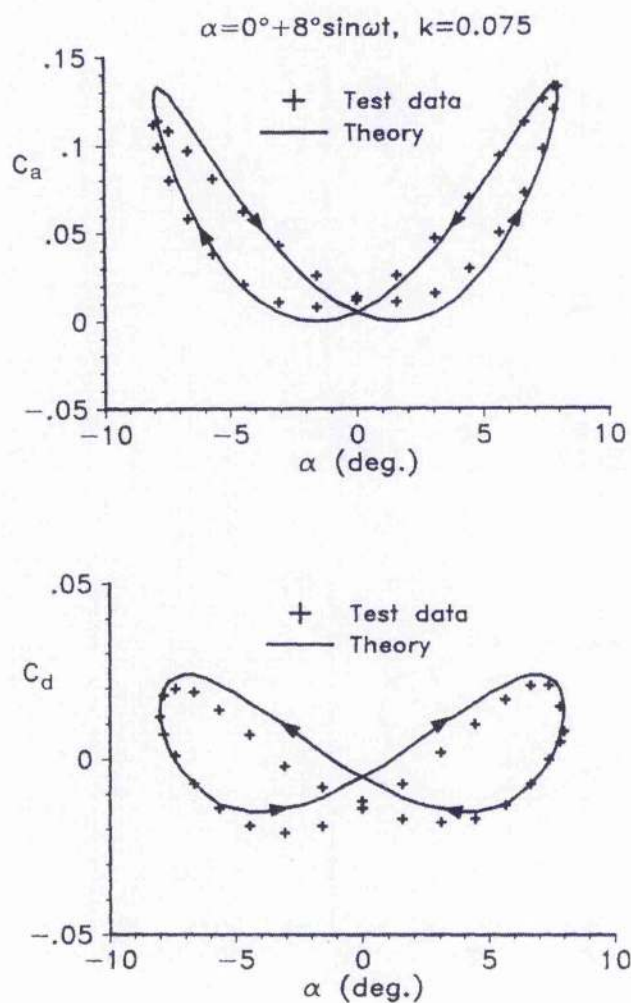 α=0°+8°sinωt, k=0.075
.15
.1
.05
0
−.05
Cₐ
+ Test data
Theory
−10 −5 0 5 10
α (deg.)
.05
0
−.05
C_d
+ Test data
Theory
−10 −5 0 5 10
α (deg.)